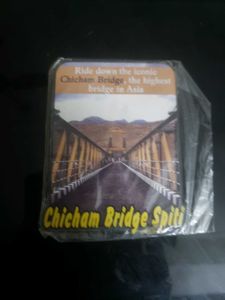 Ride down the iconic
Chicham Bridge, the highest
bridge in Asia
Chicham Bridge Spiti